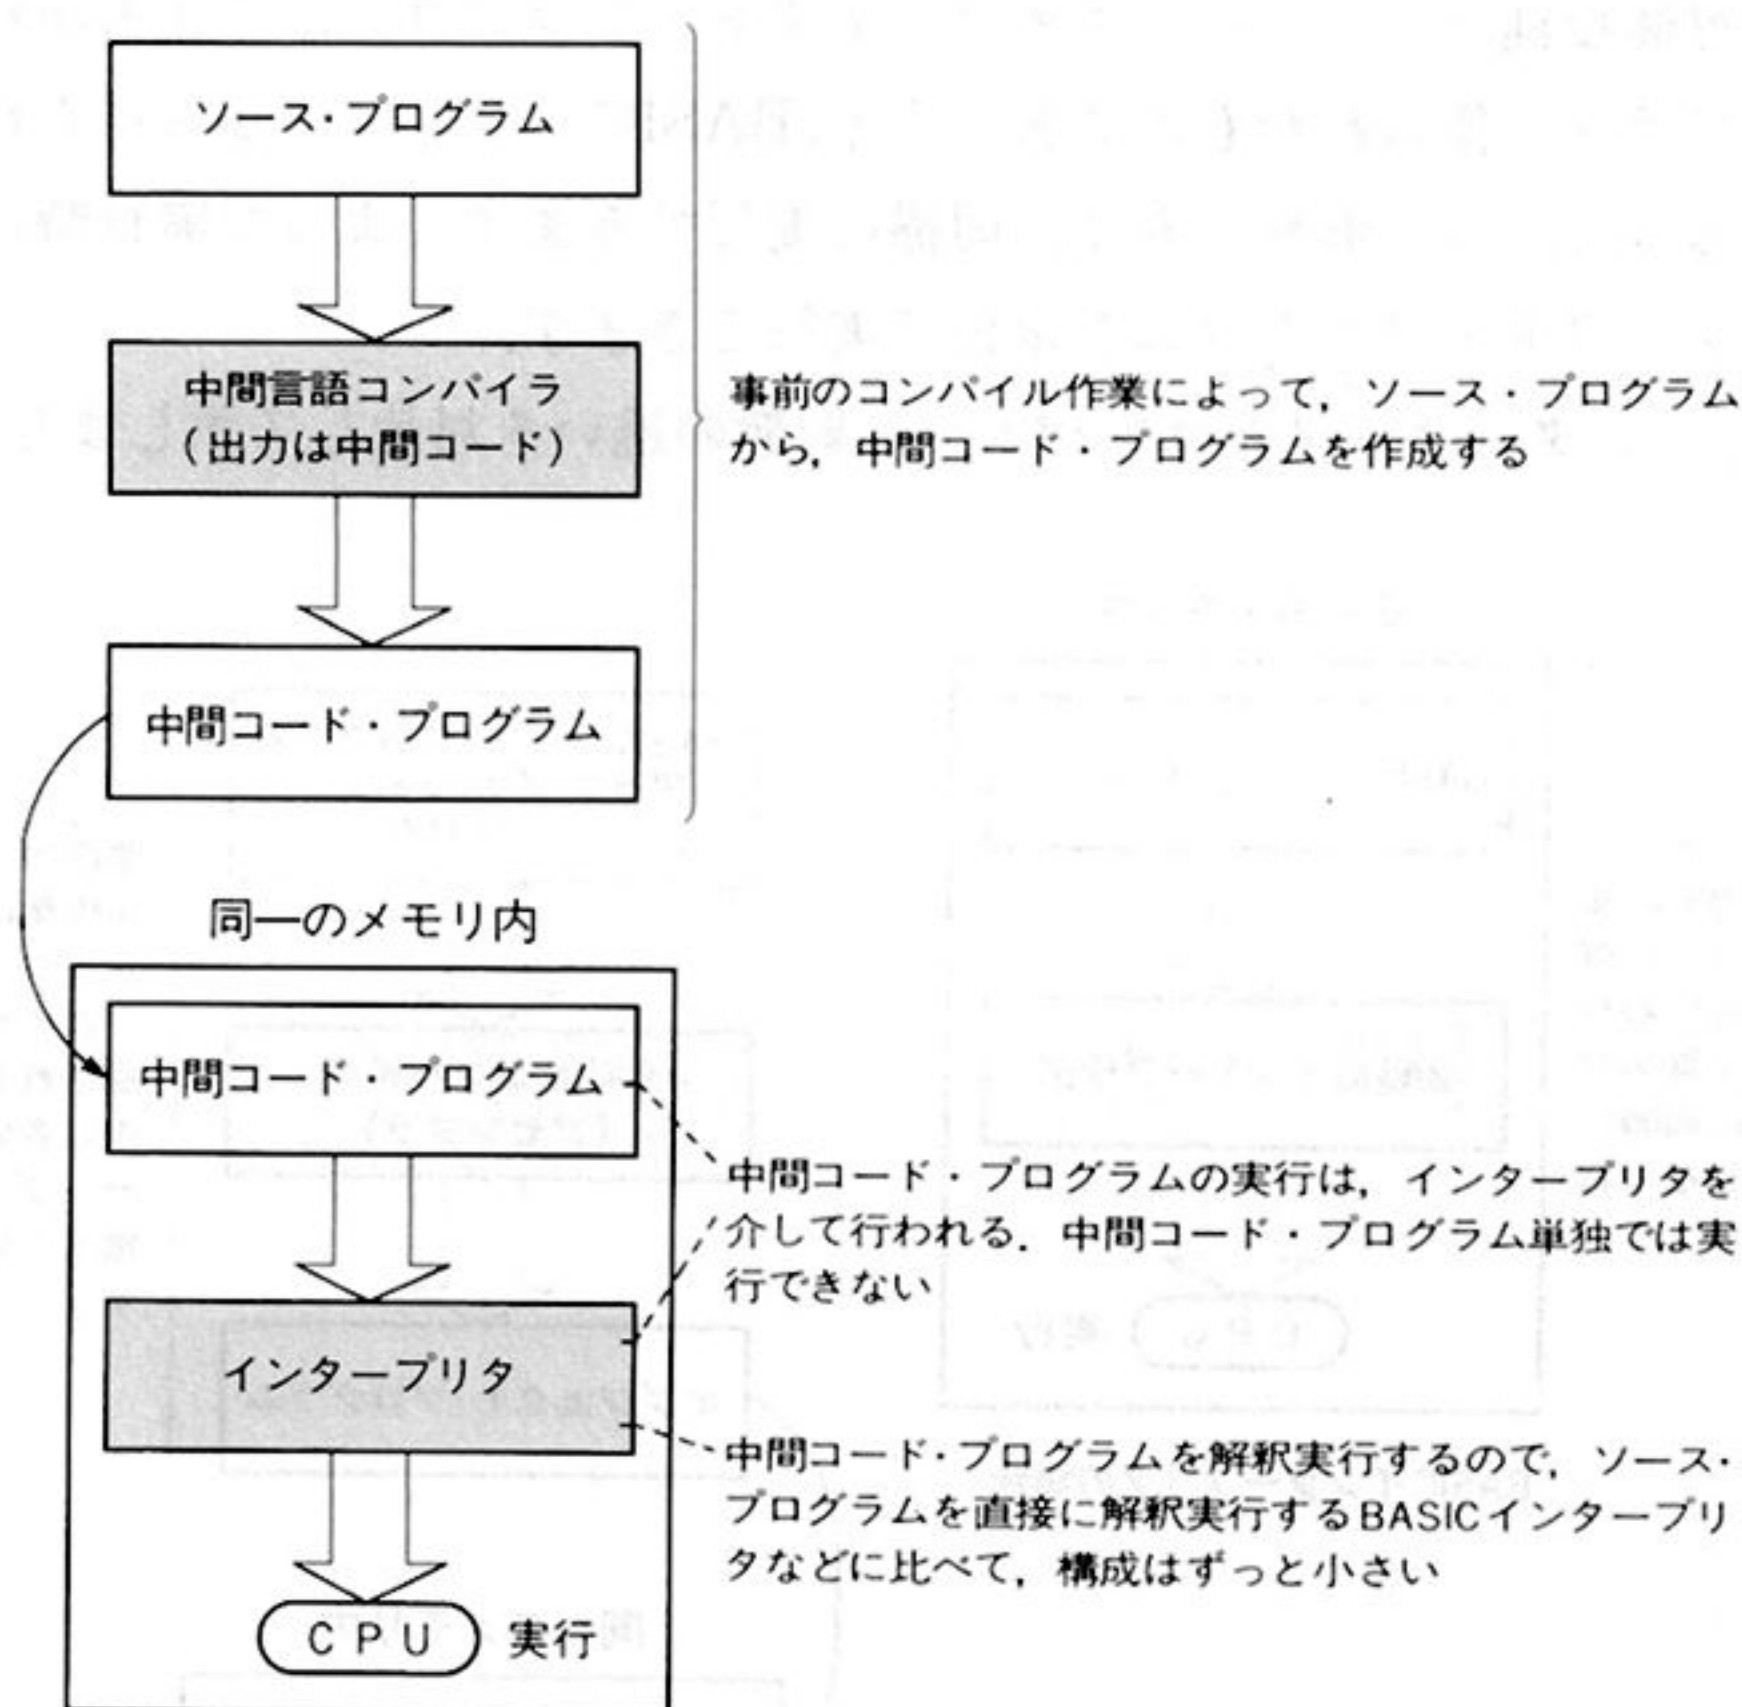 ソース・プログラム
中間言語コンパイラ
(出力は中間コード)
事前のコンパイル作業によって，ソース・プログラム
から，中間コード・プログラムを作成する
中間コード・プログラム
同一のメモリ内
中間コード・プログラム
中間コード・プログラムの実行は，インタープリタを
介して行われる．中間コード・プログラム単独では実
行できない
インタープリタ
中間コード・プログラムを解釈実行するので，ソース・
プログラムを直接に解釈実行するBASICインタープリ
タなどに比べて，構成はずっと小さい
CPU 実行